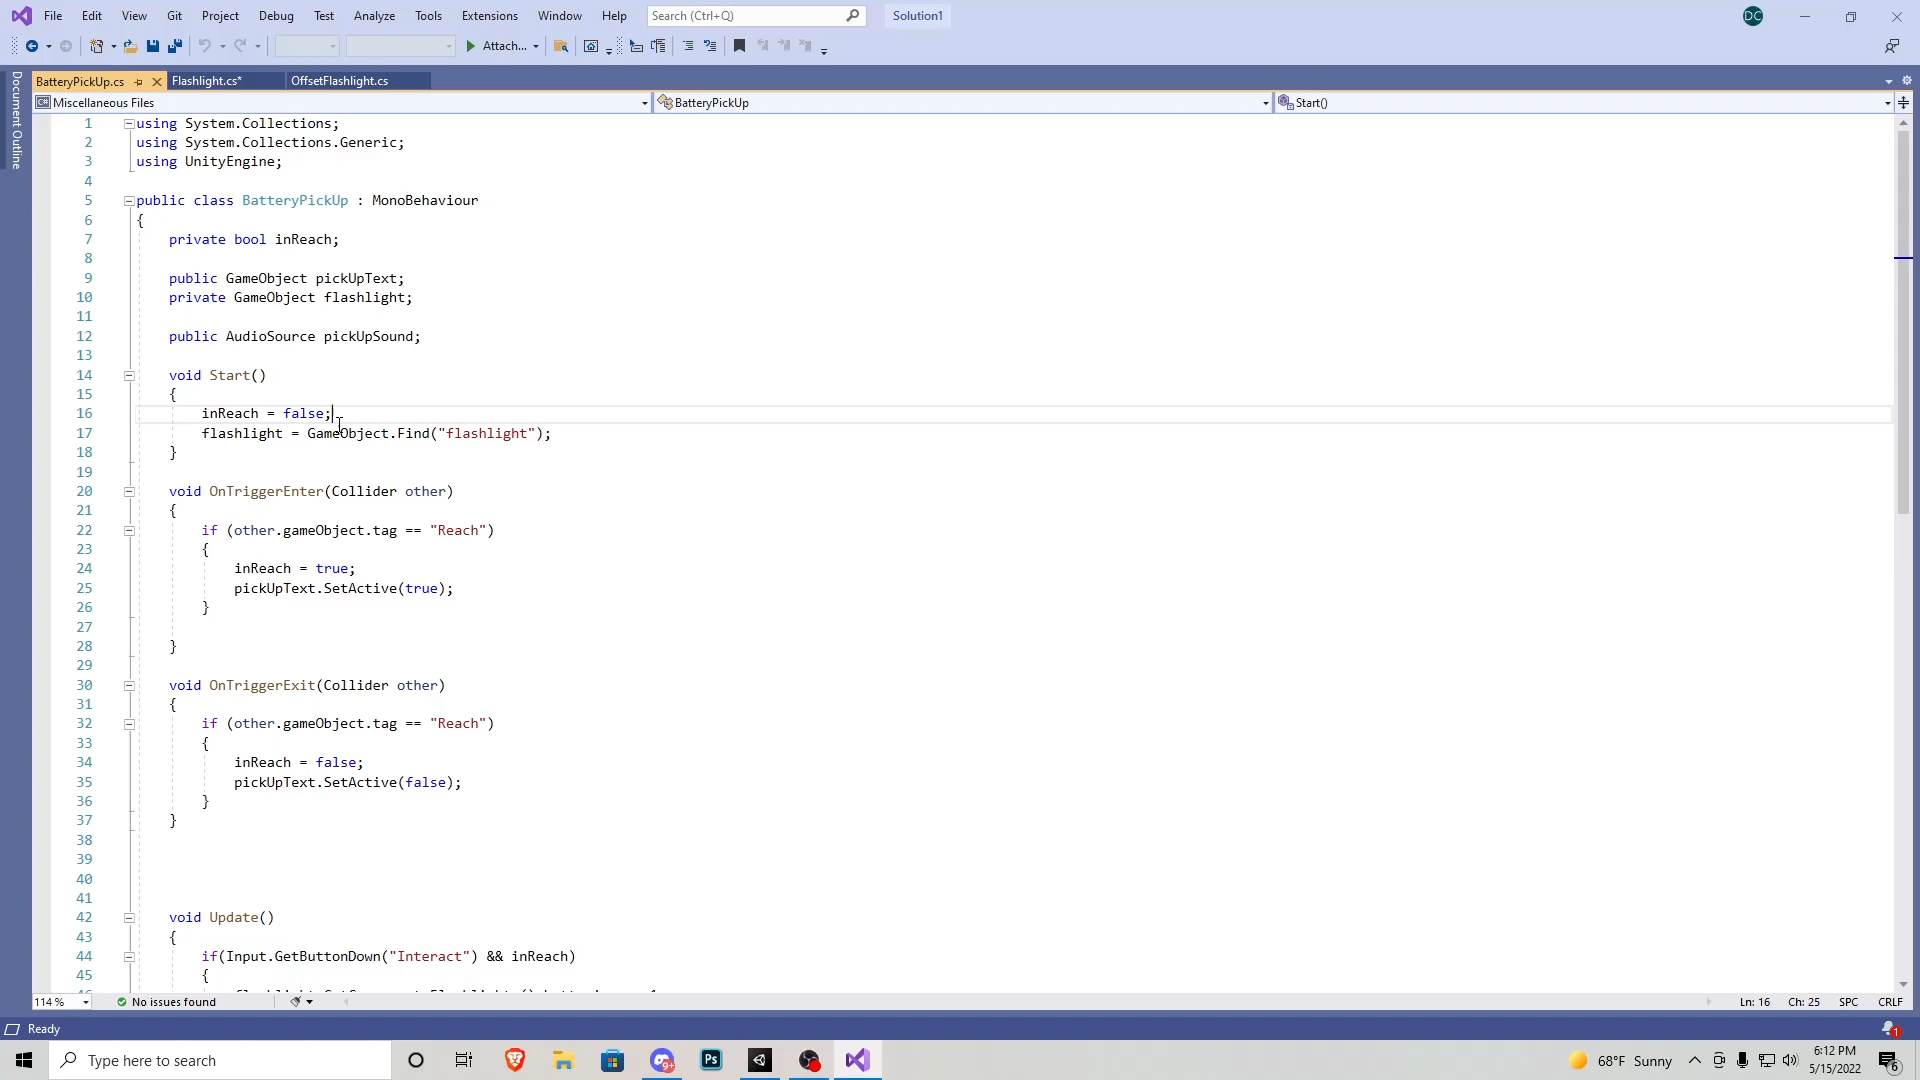 File Edit View Git Project Debug Test Analyze Tools Extensions Window Help Search (Ctrl+Q) Solution1 DC
Attach...
Document Outline
BatteryPickUp.cs Flashlight.cs* OffsetFlashlight.cs
C# Miscellaneous Files BatteryPickUp Start()
1 using System.Collections;
2 using System.Collections.Generic;
3 using UnityEngine;
4
5 public class BatteryPickUp : MonoBehaviour
6 {
7 private bool inReach;
8
9 public GameObject pickUpText;
10 private GameObject flashlight;
11
12 public AudioSource pickUpSound;
13
14 void Start()
15 {
16 inReach = false;
17 flashlight = GameObject.Find("flashlight");
18 }
19
20 void OnTriggerEnter(Collider other)
21 {
22 if (other.gameObject.tag == "Reach")
23 {
24 inReach = true;
25 pickUpText.SetActive(true);
26 }
27
28 }
29
30 void OnTriggerExit(Collider other)
31 {
32 if (other.gameObject.tag == "Reach")
33 {
34 inReach = false;
35 pickUpText.SetActive(false);
36 }
37 }
38
39
40
41
42 void Update()
43 {
44 if(Input.GetButtonDown("Interact") && inReach)
45 {
114 % No issues found Ln: 16 Ch: 25 SPC CRLF
Ready 1
Type here to search 9+ Ps 68°F Sunny 6:12 PM
5/15/2022 6